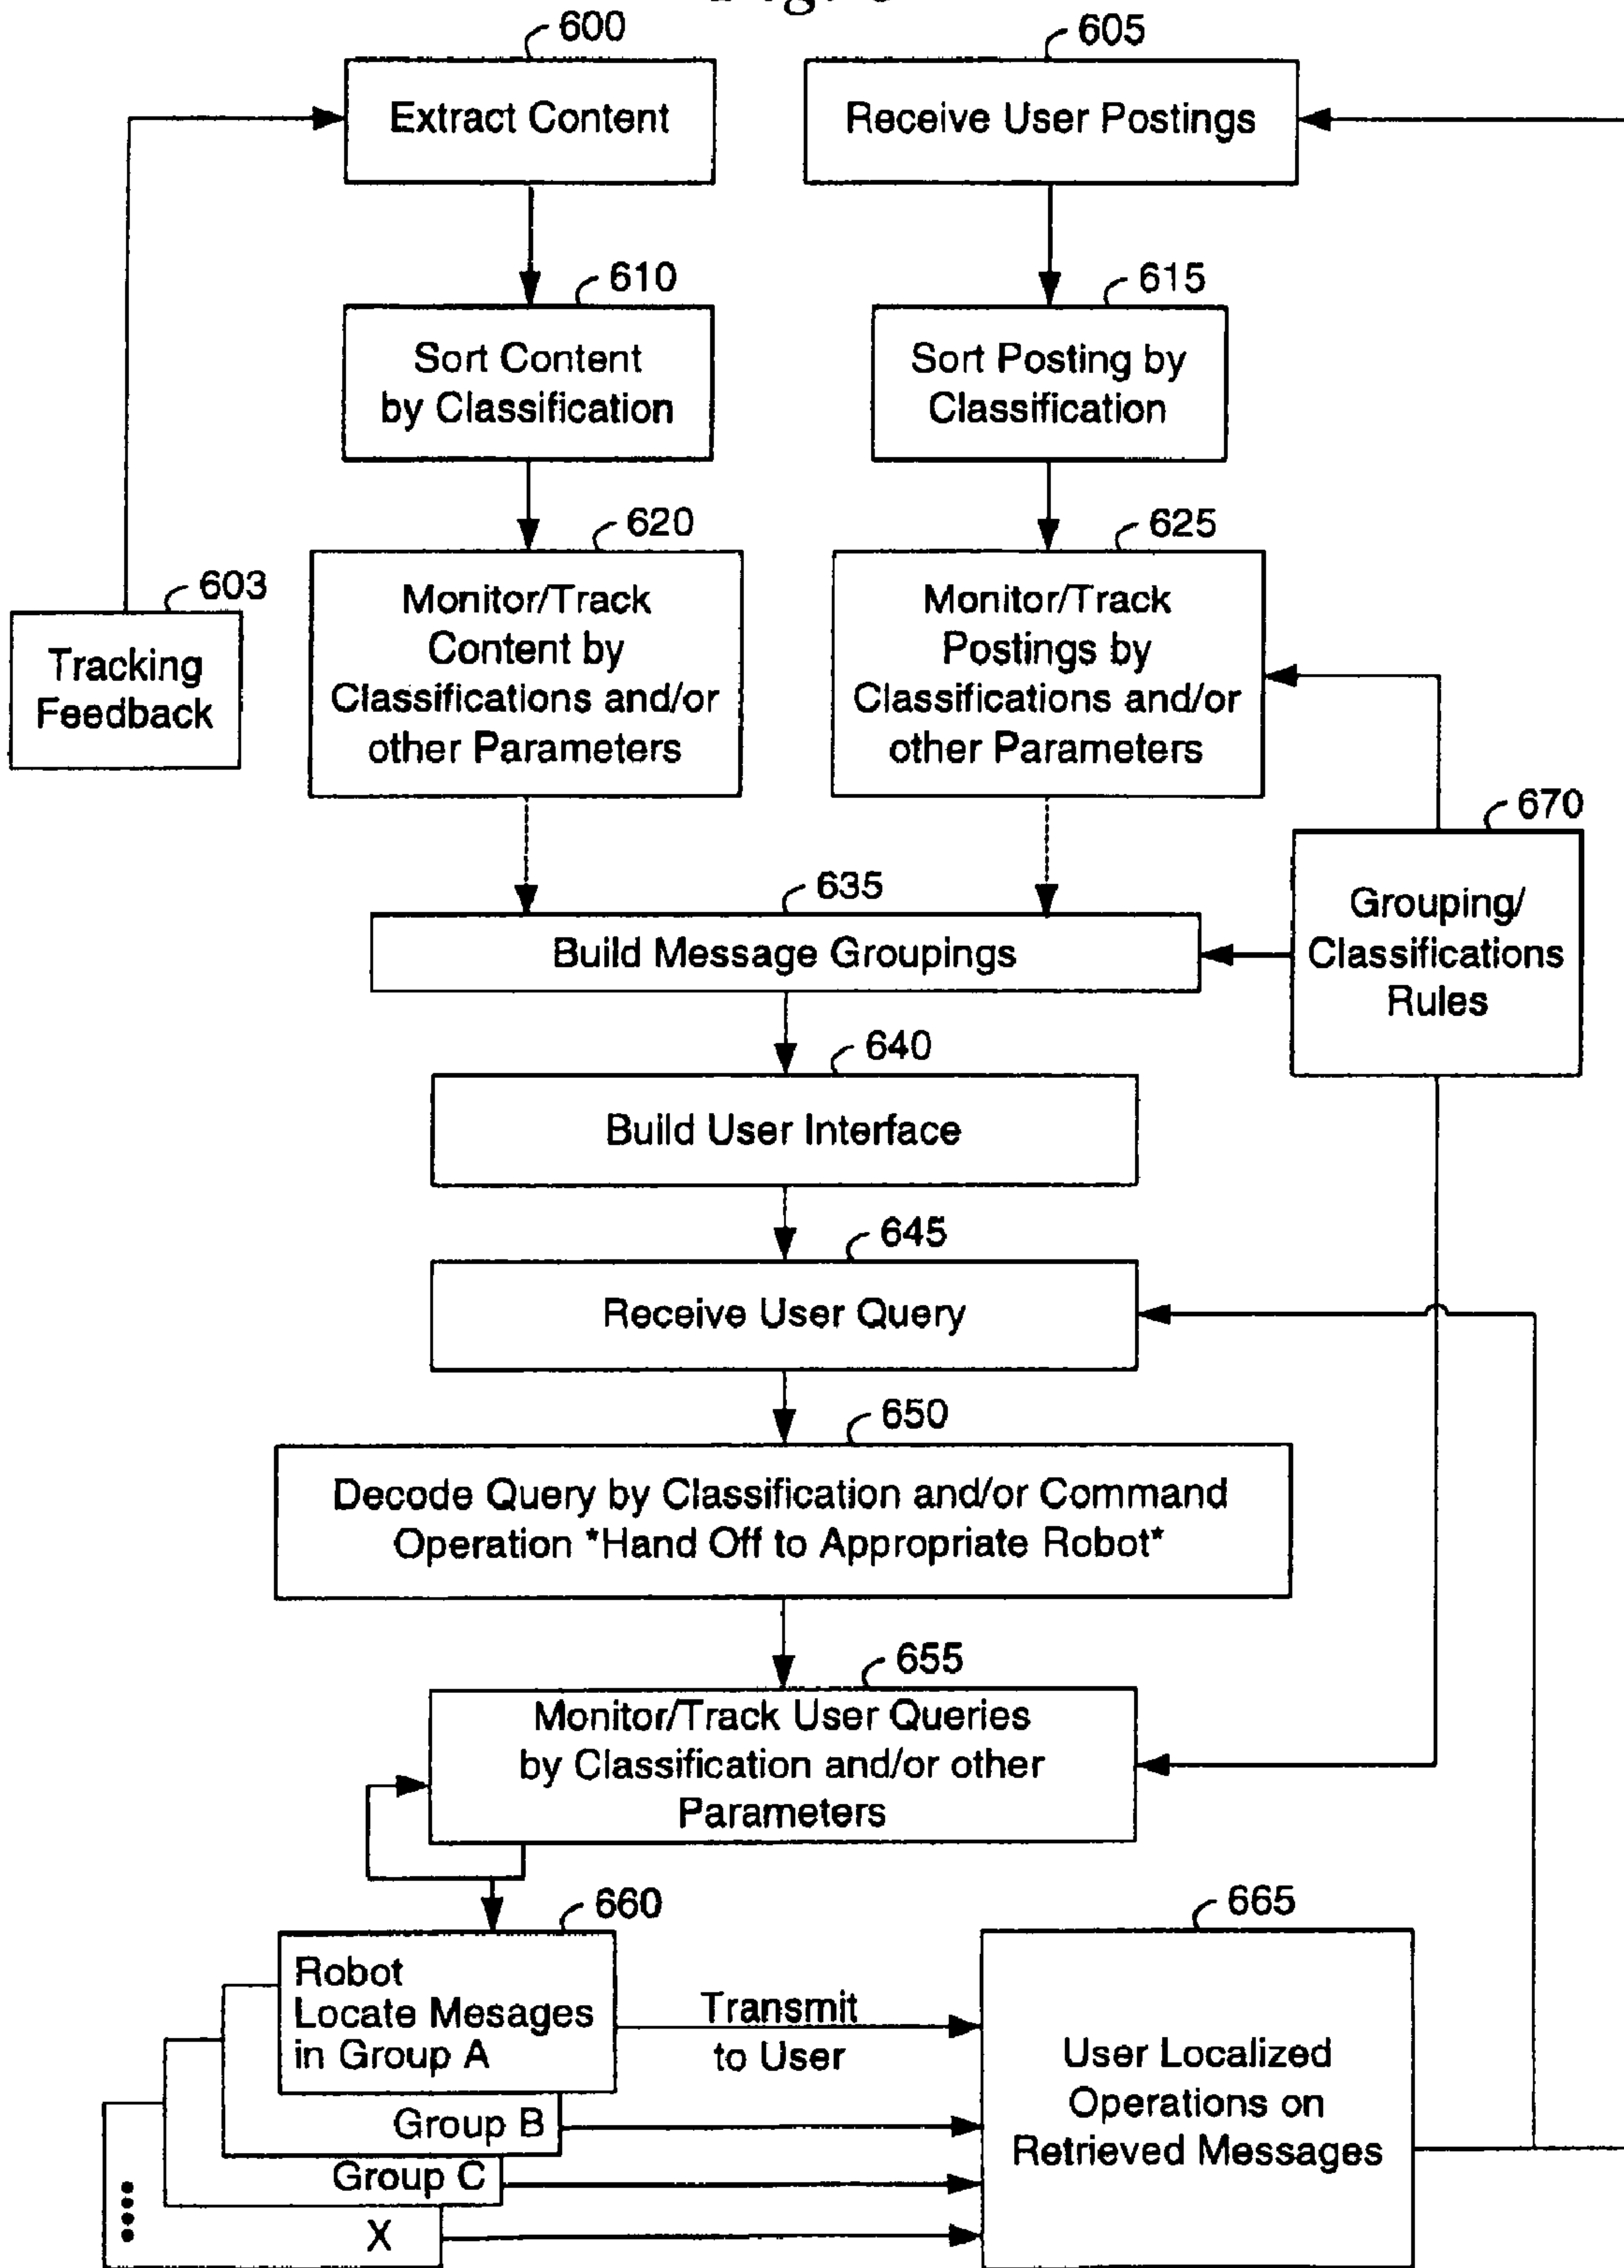 600
605
Extract Content
Receive User Postings
610
615
Sort Content
by Classification
Sort Posting by
Classification
620
625
Monitor/Track
Content by
Classifications and/or
other Parameters
Monitor/Track
Postings by
Classifications and/or
other Parameters
603
Tracking
Feedback
670
Grouping/
Classifications
Rules
635
Build Message Groupings
640
Build User Interface
645
Receive User Query
650
Decode Query by Classification and/or Command
Operation *Hand Off to Appropriate Robot*
655
Monitor/Track User Queries
by Classification and/or other
Parameters
660
Robot
Locate Mesages
in Group A
Transmit
to User
Group B
Group C
X
665
User Localized
Operations on
Retrieved Messages